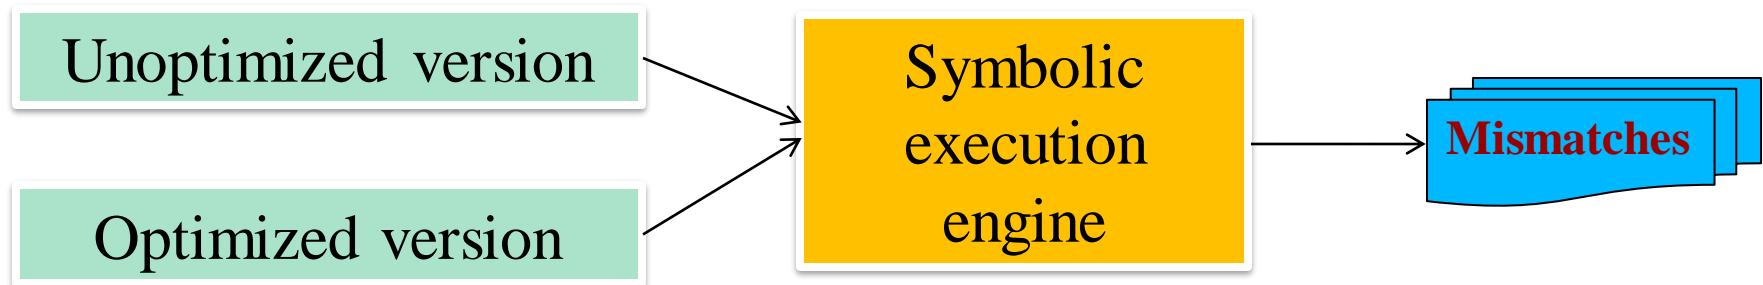 Unoptimized version
Optimized version
Symbolic
execution
engine
Mismatches